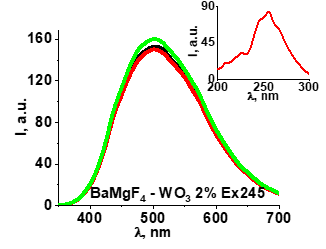 90
45
0
200 250 300
λ, nm
I, a.u.
160
120
80
40
0
I, a.u.
BaMgF₄ - WO₃ 2% Ex245
400 500 600 700
λ, nm